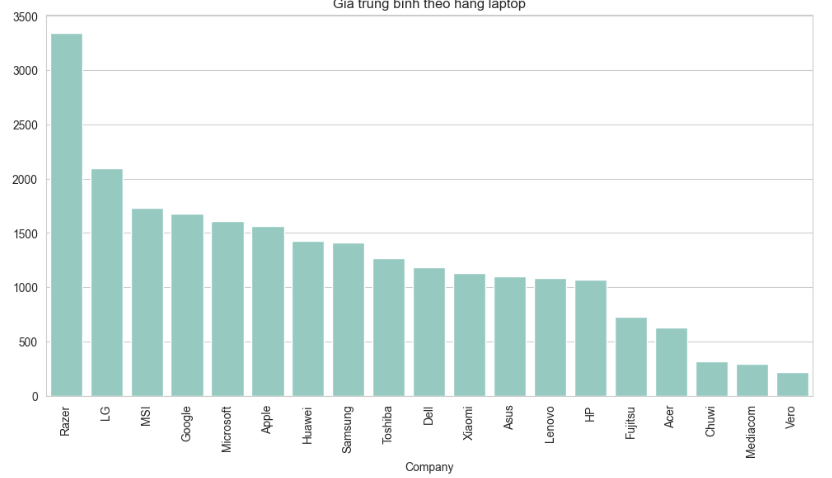 Giá trung bình theo hãng laptop
3500
3000
2500
2000
1500
1000
500
0
Razer
LG
MSI
Google
Microsoft
Apple
Huawei
Samsung
Toshiba
Dell
Xiaomi
Asus
Lenovo
HP
Fujitsu
Acer
Chuwi
Mediacom
Vero
Company